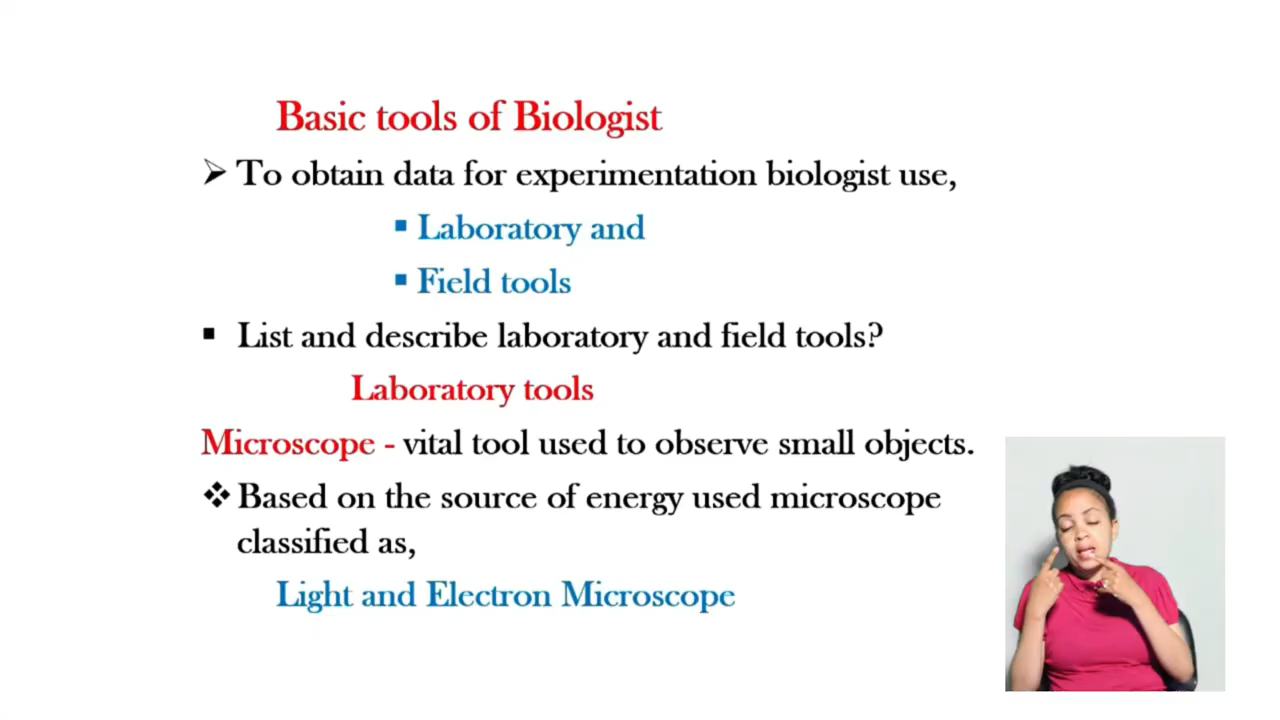 Basic tools of Biologist
➢ To obtain data for experimentation biologist use,
▪ Laboratory and
▪ Field tools
▪ List and describe laboratory and field tools?
Laboratory tools
Microscope - vital tool used to observe small objects.
❖ Based on the source of energy used microscope
classified as,
Light and Electron Microscope